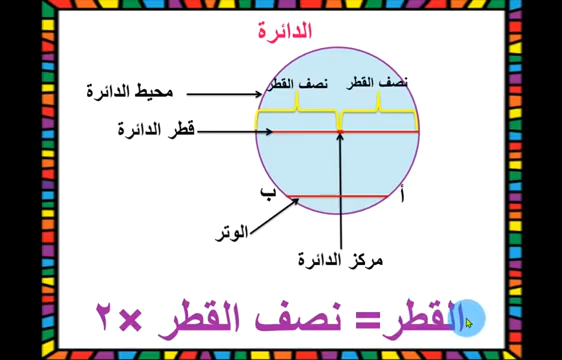 الدائرة
نصف القطر
نصف القطر
محيط الدائرة
قطر الدائرة
أ
ب
الوتر
مركز الدائرة
القطر= نصف القطر ×٢